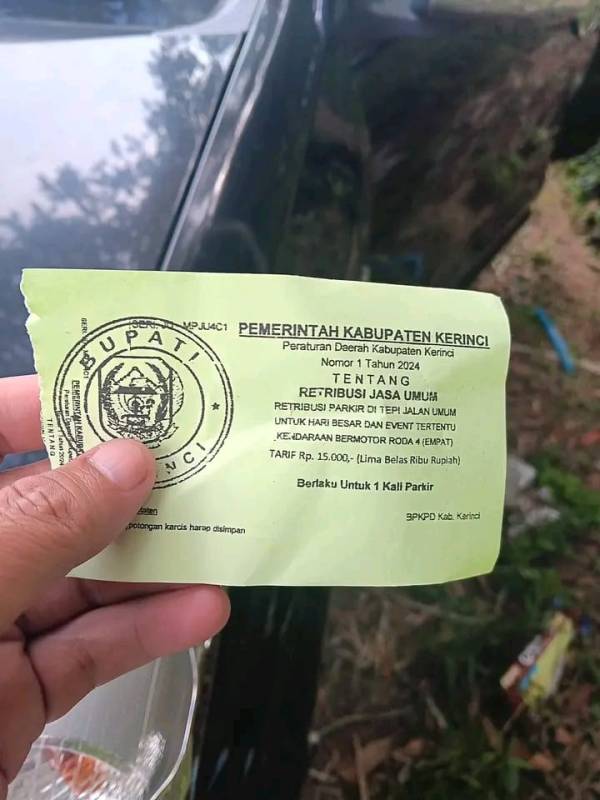 PEMERINTAH KABUPATEN KERINCI
Peraturan Daerah Kabupaten Kerinci
Nomor 1 Tahun 2024
TENTANG
RETRIBUSI JASA UMUM
RETRIBUSI PARKIR DI TEPI JALAN UMUM
UNTUK HARI BESAR DAN EVENT TERTENTU
KENDARAAN BERMOTOR RODA 4 (EMPAT)
TARIF Rp. 15.000,- (Lima Belas Ribu Rupiah)
Berlaku Untuk 1 Kali Parkir
BPKPD Kab. Kerinci
MPJU4C1
BUPATI
potongan karcis harap disimpan
TENTANG